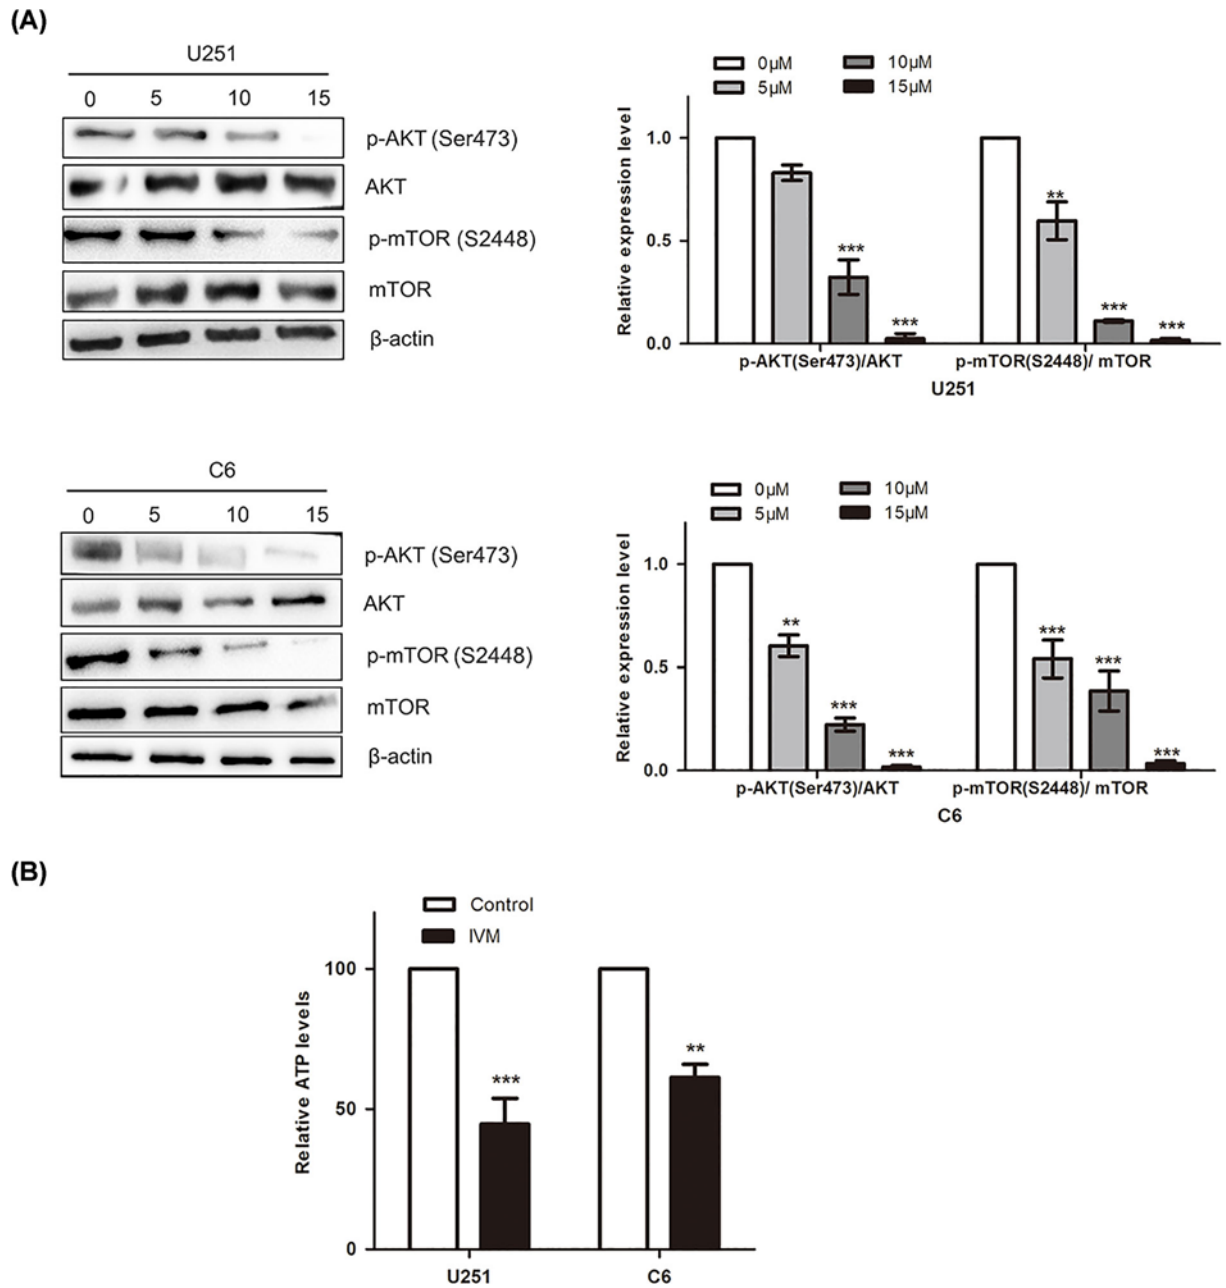 (A)
U251
0 5 10 15
p-AKT (Ser473)
AKT
p-mTOR (S2448)
mTOR
β-actin
0μM 10μM
5μM 15μM
Relative expression level
1.0
0.5
0.0
** 
*** ***
*** ***
p-AKT(Ser473)/AKT p-mTOR(S2448)/ mTOR
U251
C6
0 5 10 15
p-AKT (Ser473)
AKT
p-mTOR (S2448)
mTOR
β-actin
0μM 10μM
5μM 15μM
Relative expression level
1.0
0.5
0.0
** ***
*** ***
*** ***
p-AKT(Ser473)/AKT p-mTOR(S2448)/ mTOR
C6
(B)
Control
IVM
Relative ATP levels
100
50
0
*** **
U251 C6